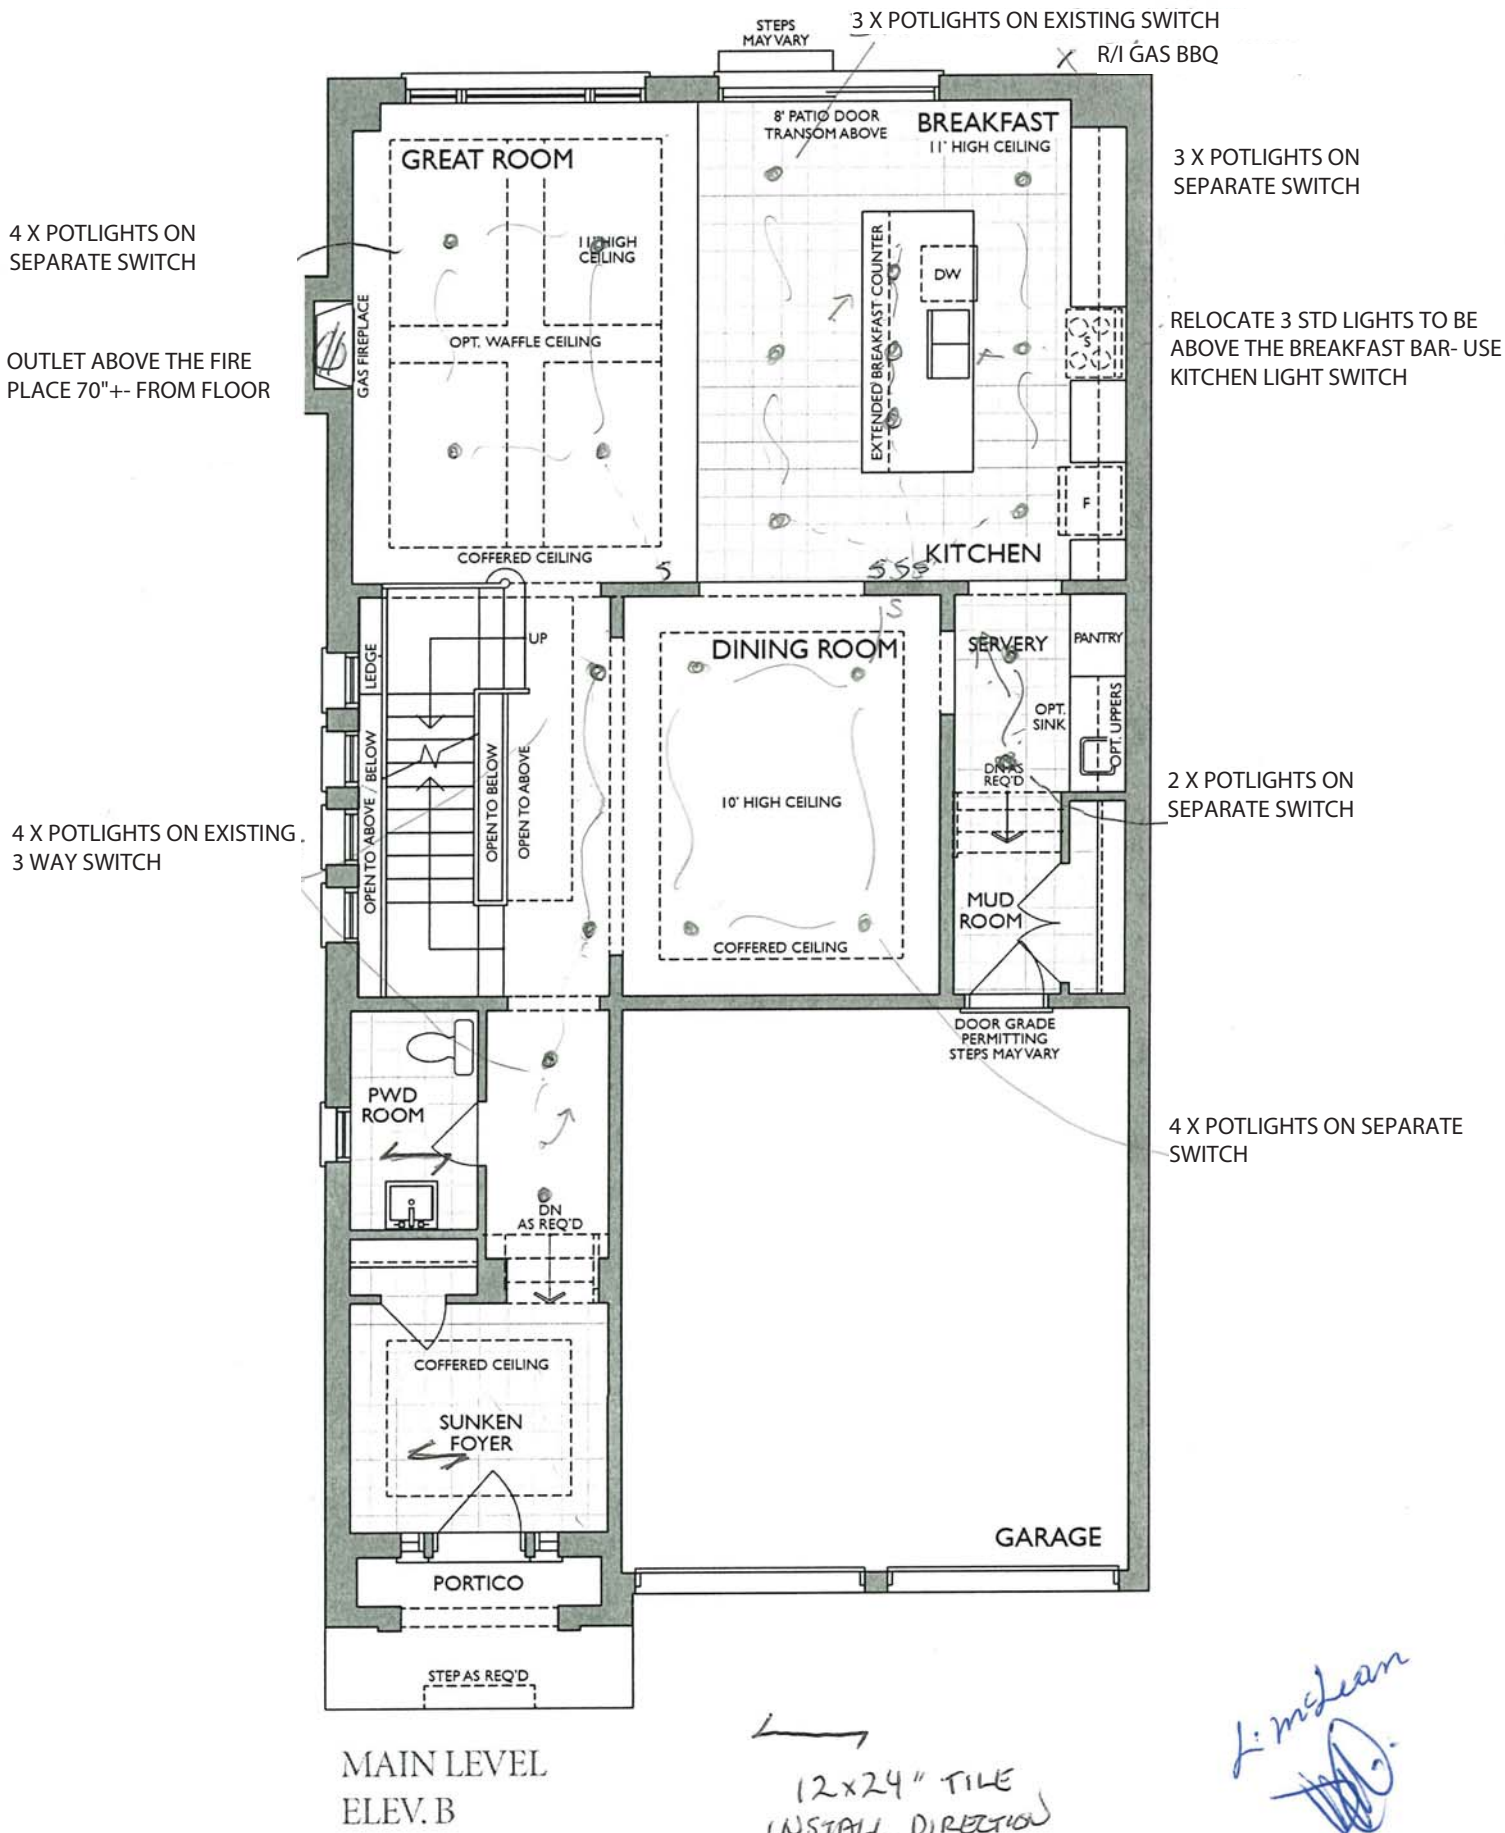 3 X POTLIGHTS ON EXISTING SWITCH
STEPS
MAY VARY
X
R/I GAS BBQ
8' PATIO DOOR
TRANSOM ABOVE
BREAKFAST
11' HIGH CEILING
GREAT ROOM
3 X POTLIGHTS ON
SEPARATE SWITCH
4 X POTLIGHTS ON
SEPARATE SWITCH
11' HIGH
CEILING
EXTENDED BREAKFAST COUNTER
DW
GAS FIREPLACE
OPT. WAFFLE CEILING
S
RELOCATE 3 STD LIGHTS TO BE
ABOVE THE BREAKFAST BAR- USE
KITCHEN LIGHT SWITCH
OUTLET ABOVE THE FIRE
PLACE 70"+- FROM FLOOR
F
COFFERED CEILING
KITCHEN
S
S S S
S
UP
LEDGE
DINING ROOM
SERVERY
PANTRY
OPT.
SINK
OPT. UPPERS
DN AS
REQ'D
OPEN TO ABOVE / BELOW
OPEN TO BELOW
OPEN TO ABOVE
10' HIGH CEILING
2 X POTLIGHTS ON
SEPARATE SWITCH
4 X POTLIGHTS ON EXISTING
3 WAY SWITCH
MUD
ROOM
COFFERED CEILING
DOOR GRADE
PERMITTING
STEPS MAY VARY
PWD
ROOM
4 X POTLIGHTS ON SEPARATE
SWITCH
DN
AS REQ'D
COFFERED CEILING
SUNKEN
FOYER
GARAGE
PORTICO
STEP AS REQ'D
L. McLean
MAIN LEVEL
ELEV. B
12x24" TILE
INSTALL DIRECTION